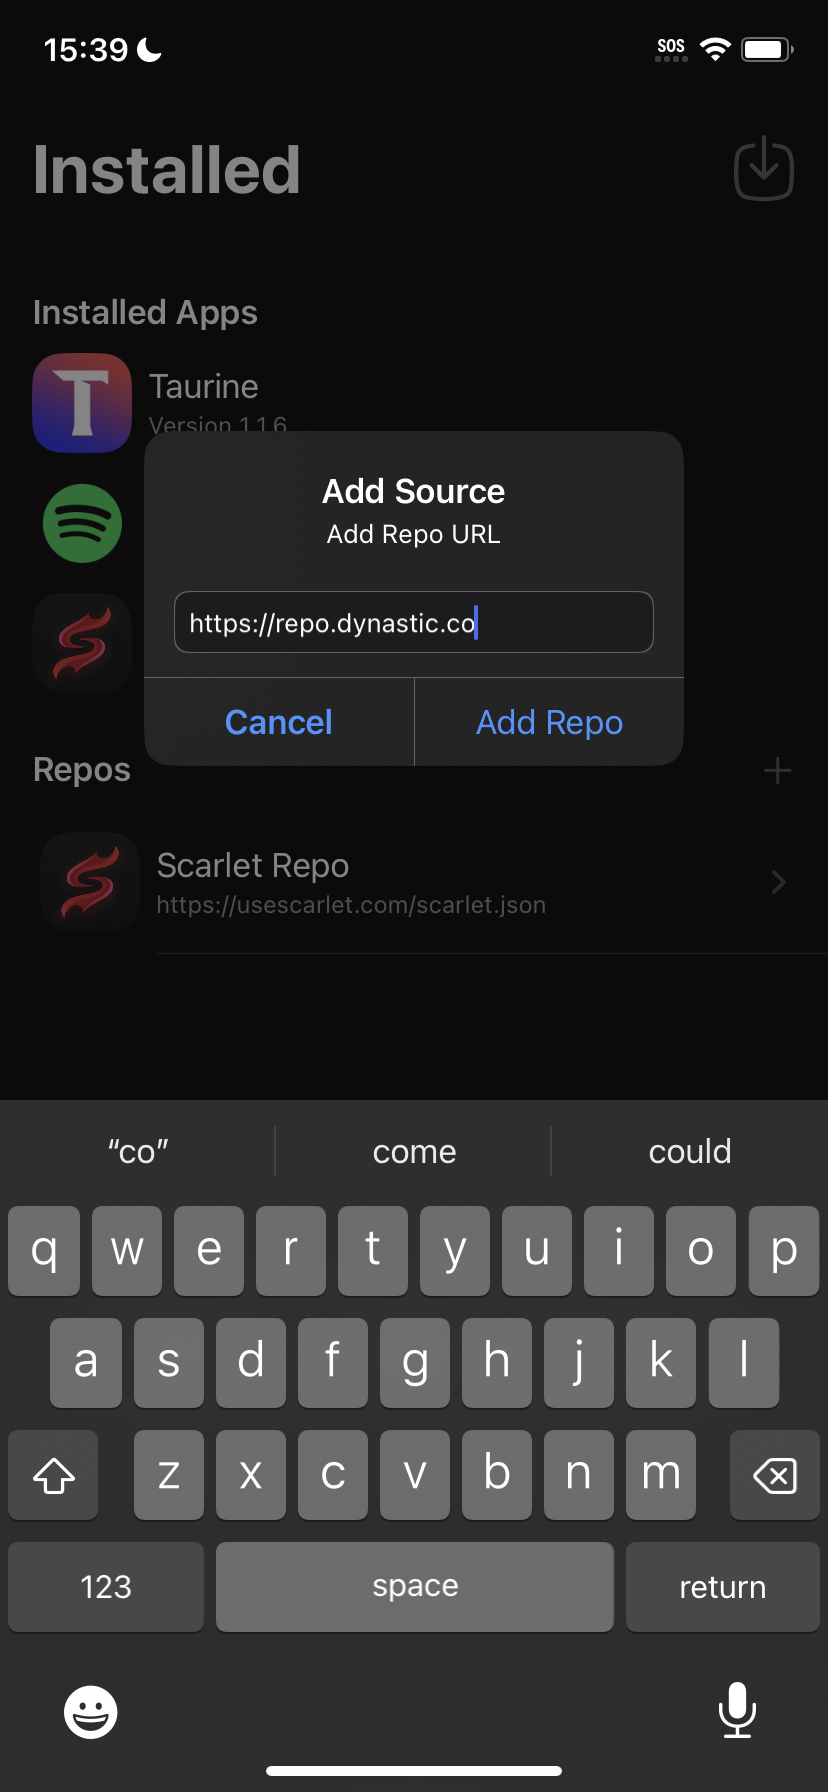 15:39
SOS
Installed
Installed Apps
Taurine
Version 1.1.6
Add Source
Add Repo URL
https://repo.dynastic.co
Cancel
Add Repo
Repos
Scarlet Repo
https://usescarlet.com/scarlet.json
“co”
come
could
q w e r t y u i o p
a s d f g h j k l
z x c v b n m
123
space
return